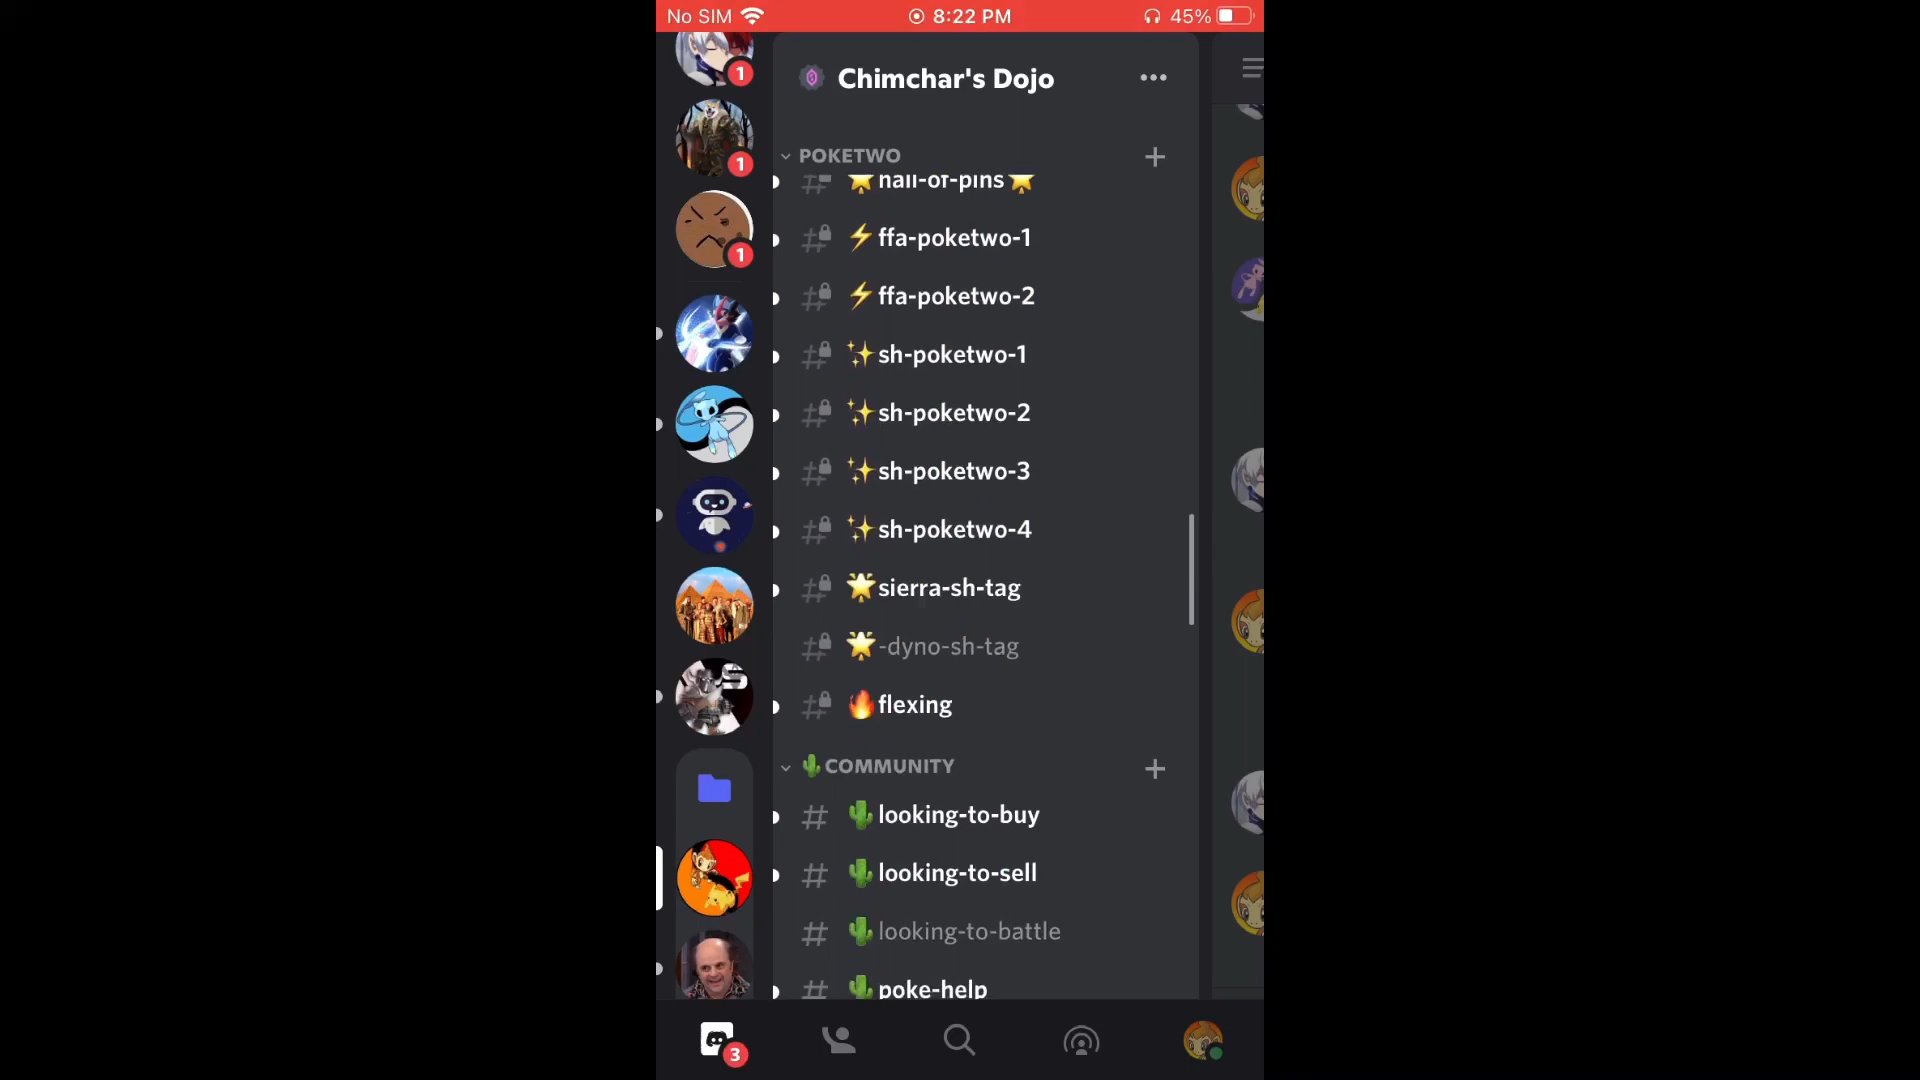 No SIM 8:22 PM 45%
Chimchar's Dojo
POKETWO
hall-of-pins
ffa-poketwo-1
ffa-poketwo-2
sh-poketwo-1
sh-poketwo-2
sh-poketwo-3
sh-poketwo-4
sierra-sh-tag
-dyno-sh-tag
flexing
COMMUNITY
looking-to-buy
looking-to-sell
looking-to-battle
poke-help
1
1
1
S
3